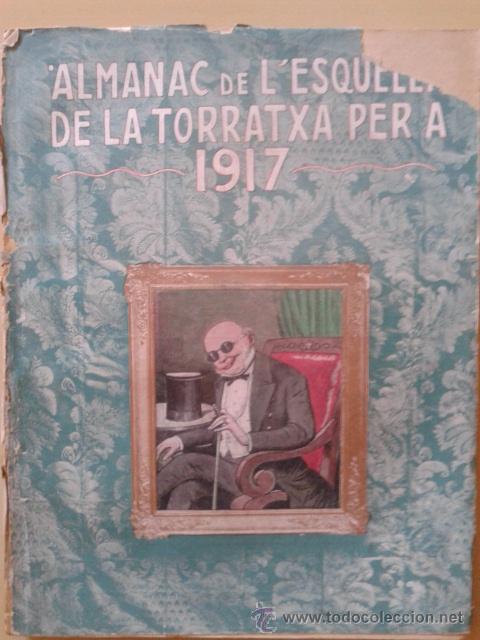 ALMANAC DE L'ESQUELLA
DE LA TORRATXA PER A
1917
© www.todocoleccion.net